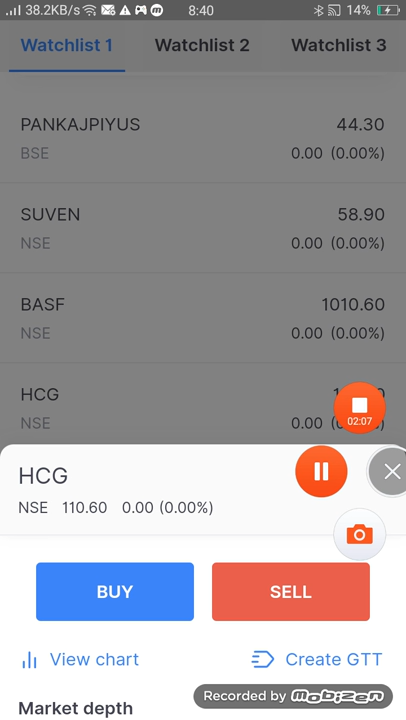 38.2KB/s 8:40 14%
Watchlist 1 Watchlist 2 Watchlist 3
PANKAJPIYUS 44.30
BSE 0.00 (0.00%)
SUVEN 58.90
NSE 0.00 (0.00%)
BASF 1010.60
NSE 0.00 (0.00%)
HCG
NSE 0.00
02:07
HCG
NSE 110.60 0.00 (0.00%)
BUY SELL
View chart Create GTT
Market depth
Recorded by mobizen